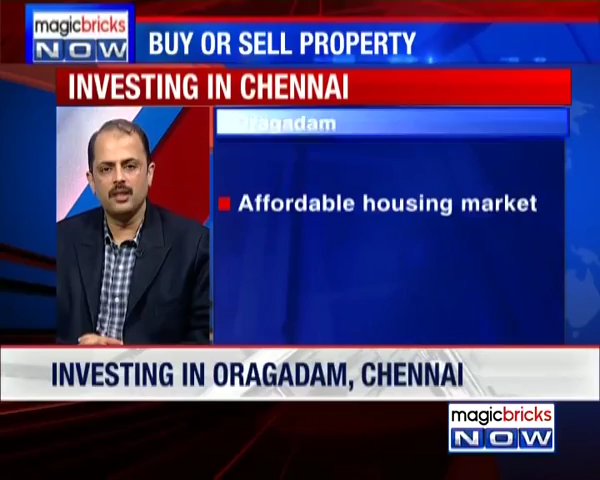 magicbricks
NOW
BUY OR SELL PROPERTY
INVESTING IN CHENNAI
Oragadam
Affordable housing market
INVESTING IN ORAGADAM, CHENNAI
magicbricks
NOW